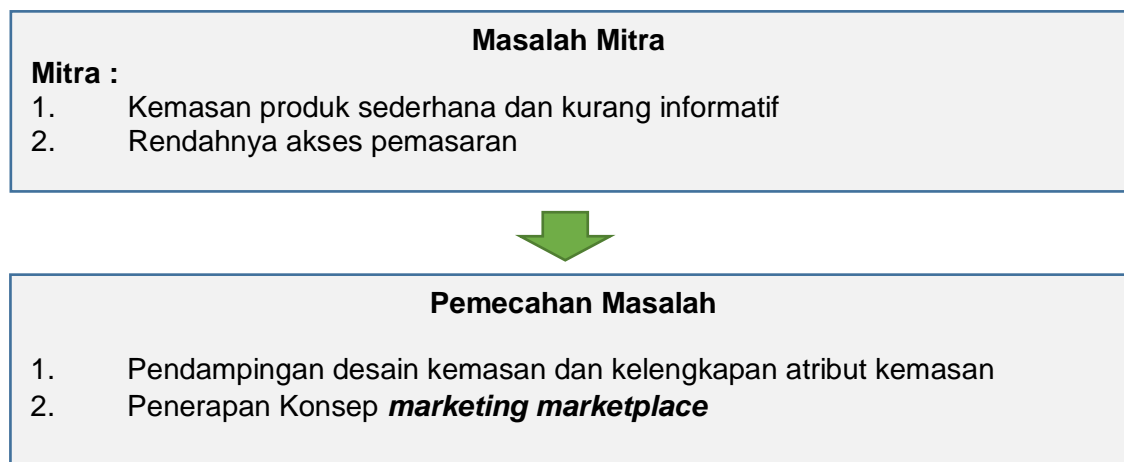 Masalah Mitra
Mitra :
1. Kemasan produk sederhana dan kurang informatif
2. Rendahnya akses pemasaran
Pemecahan Masalah
1. Pendampingan desain kemasan dan kelengkapan atribut kemasan
2. Penerapan Konsep marketing marketplace